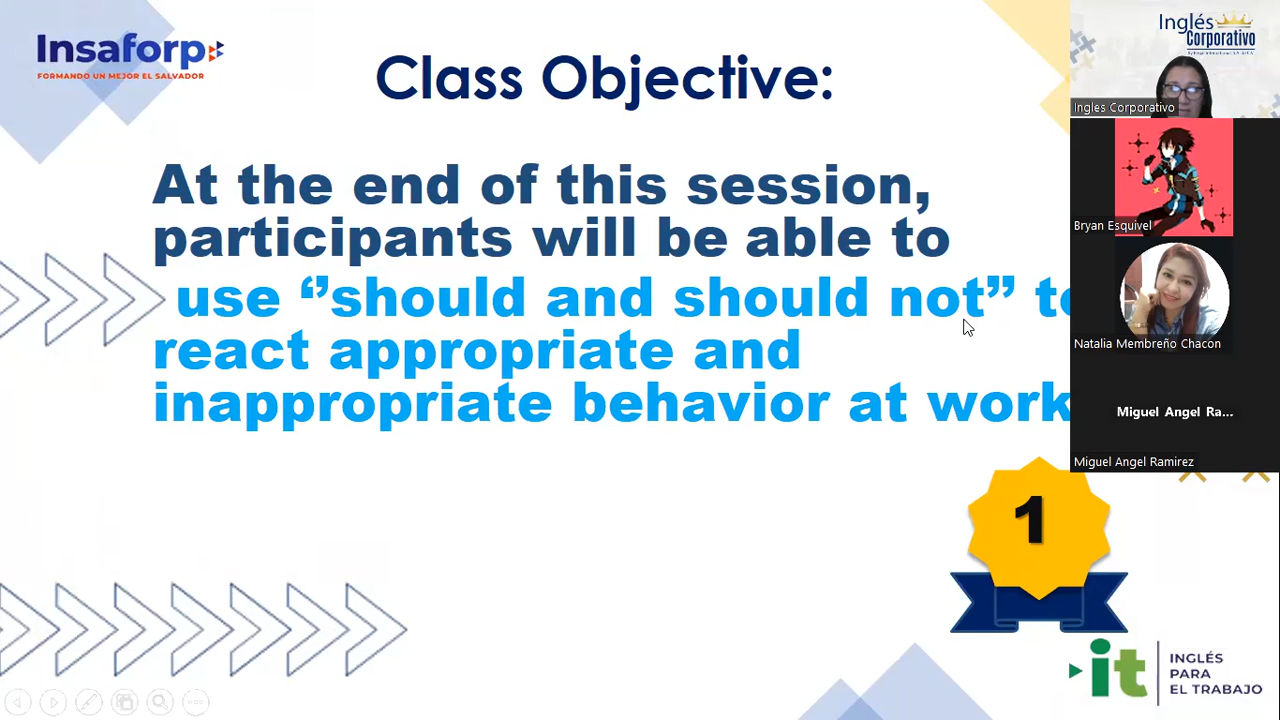 Insaforp
FORMANDO UN MEJOR EL SALVADOR
Class Objective:
At the end of this session,
participants will be able to
use ‘’should and should not’’ to
react appropriate and
inappropriate behavior at work
1
Inglés
Corporativo
Ingles Corporativo
Bryan Esquivel
Natalia Membreño Chacon
Miguel Angel Ra...
Miguel Angel Ramirez
it
INGLÉS
PARA
EL TRABAJO